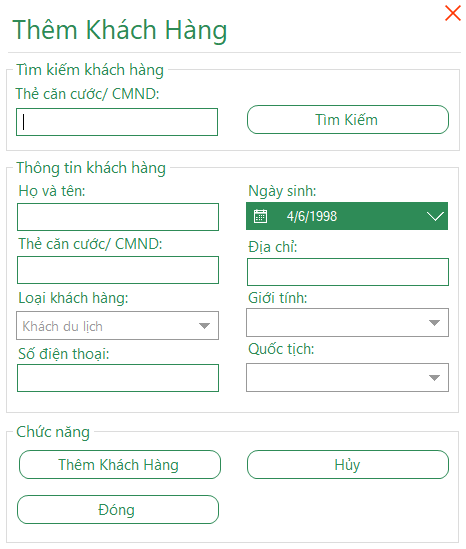 Thêm Khách Hàng
Tìm kiếm khách hàng
Thẻ căn cước/ CMND:
Tìm Kiếm
Thông tin khách hàng
Họ và tên:
Ngày sinh:
4/6/1998
Thẻ căn cước/ CMND:
Địa chỉ:
Loại khách hàng:
Giới tính:
Khách du lịch
Số điện thoại:
Quốc tịch:
Chức năng
Thêm Khách Hàng
Hủy
Đóng